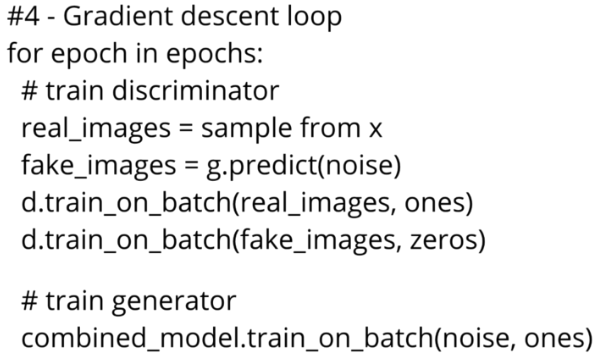 #4 - Gradient descent loop
for epoch in epochs:
# train discriminator
real_images = sample from x
fake_images = g.predict(noise)
d.train_on_batch(real_images, ones)
d.train_on_batch(fake_images, zeros)
# train generator
combined_model.train_on_batch(noise, ones)